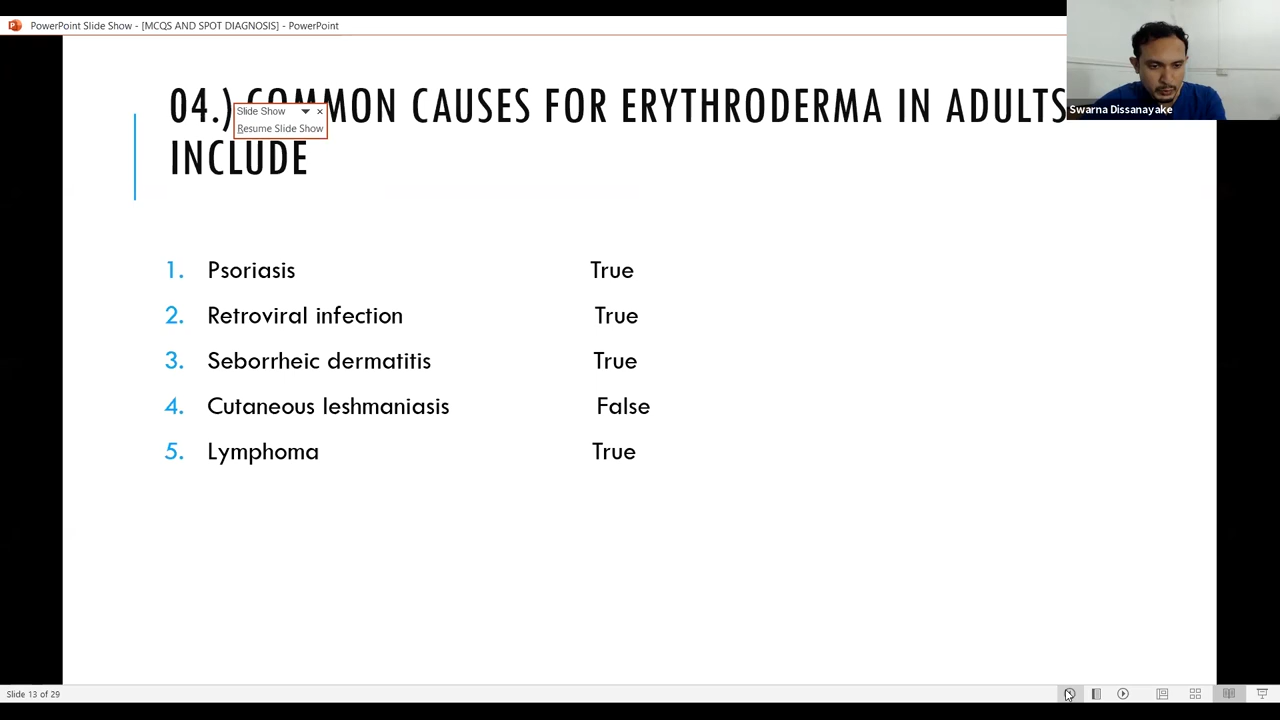 PowerPoint Slide Show - [MCQS AND SPOT DIAGNOSIS] - PowerPoint
04.) COMMON CAUSES FOR ERYTHRODERMA IN ADULTS
INCLUDE
Slide Show
Resume Slide Show
Swarna Dissanayake
1. Psoriasis True
2. Retroviral infection True
3. Seborrheic dermatitis True
4. Cutaneous leshmaniasis False
5. Lymphoma True
Slide 13 of 29